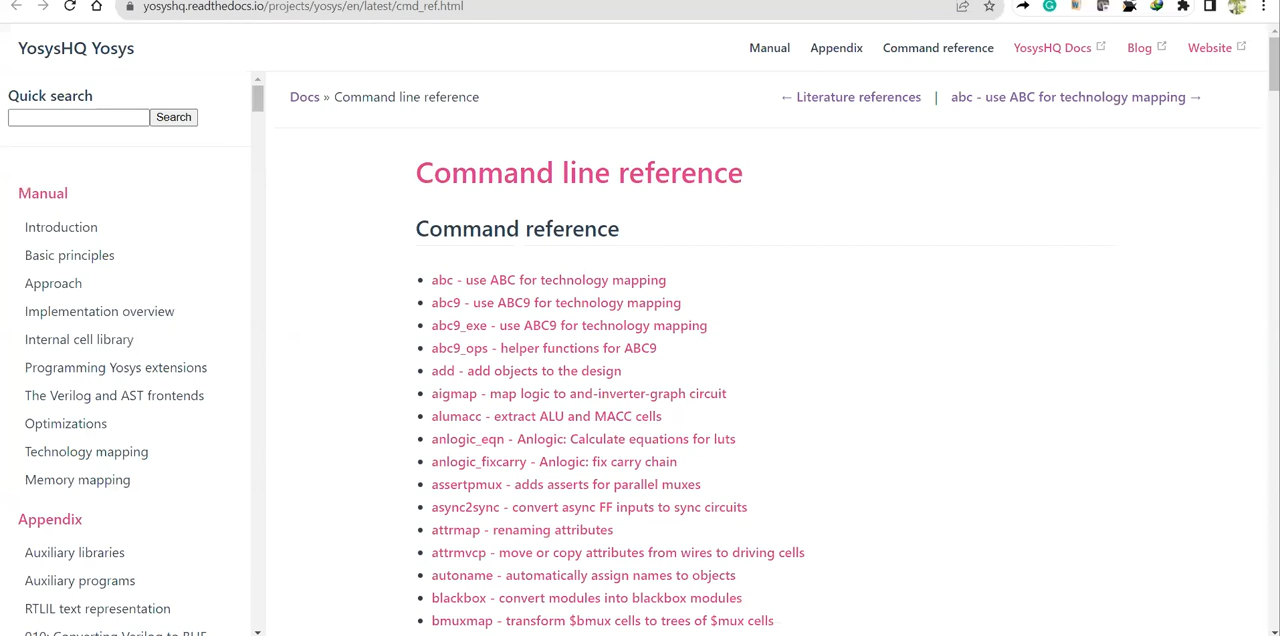 yosyshq.readthedocs.io/projects/yosys/en/latest/cmd_ref.html
YosysHQ Yosys
Manual Appendix Command reference YosysHQ Docs Blog Website
Quick search
Search
Docs » Command line reference
← Literature references | abc - use ABC for technology mapping →
Manual
Introduction
Basic principles
Approach
Implementation overview
Internal cell library
Programming Yosys extensions
The Verilog and AST frontends
Optimizations
Technology mapping
Memory mapping
Appendix
Auxiliary libraries
Auxiliary programs
RTLIL text representation
Command line reference
Command reference
• abc - use ABC for technology mapping
• abc9 - use ABC9 for technology mapping
• abc9_exe - use ABC9 for technology mapping
• abc9_ops - helper functions for ABC9
• add - add objects to the design
• aigmap - map logic to and-inverter-graph circuit
• alumacc - extract ALU and MACC cells
• anlogic_eqn - Anlogic: Calculate equations for luts
• anlogic_fixcarry - Anlogic: fix carry chain
• assertpmux - adds asserts for parallel muxes
• async2sync - convert async FF inputs to sync circuits
• attrmap - renaming attributes
• attrmvcp - move or copy attributes from wires to driving cells
• autoname - automatically assign names to objects
• blackbox - convert modules into blackbox modules
• bmuxmap - transform $bmux cells to trees of $mux cells